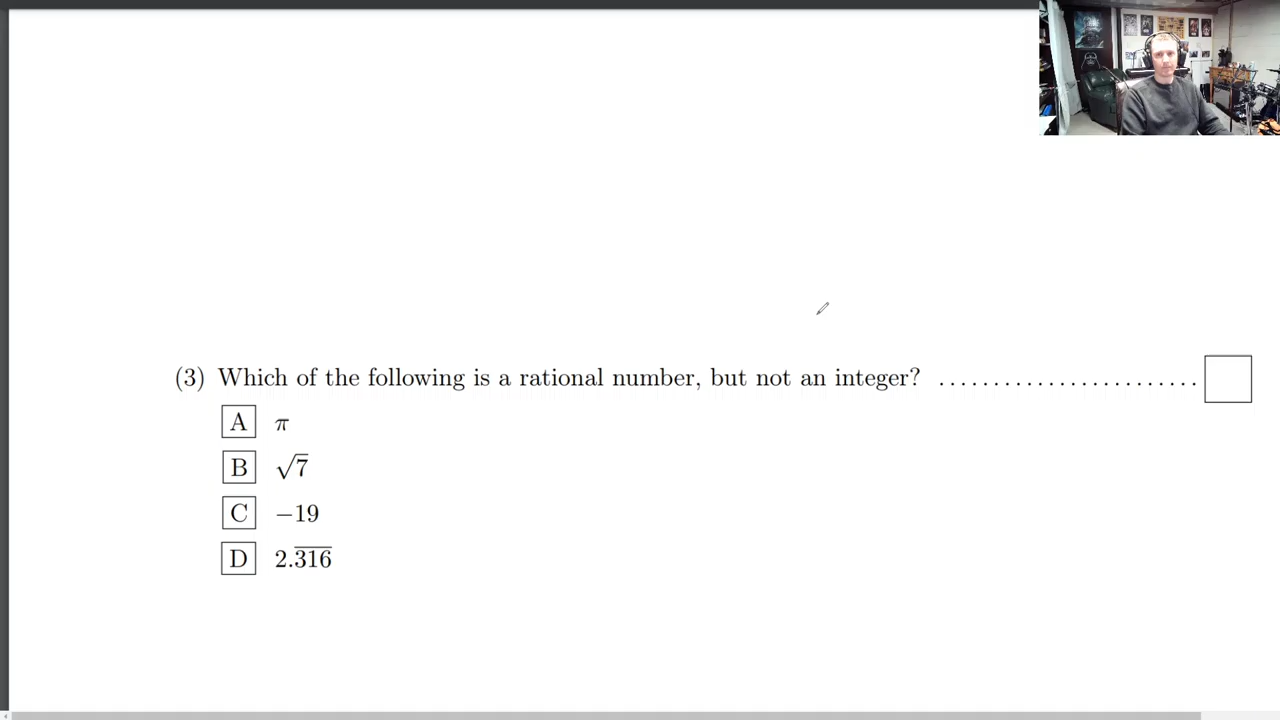 (3) Which of the following is a rational number, but not an integer? ........................
A π
B √7
C −19
D 2.3̅1̅6̅